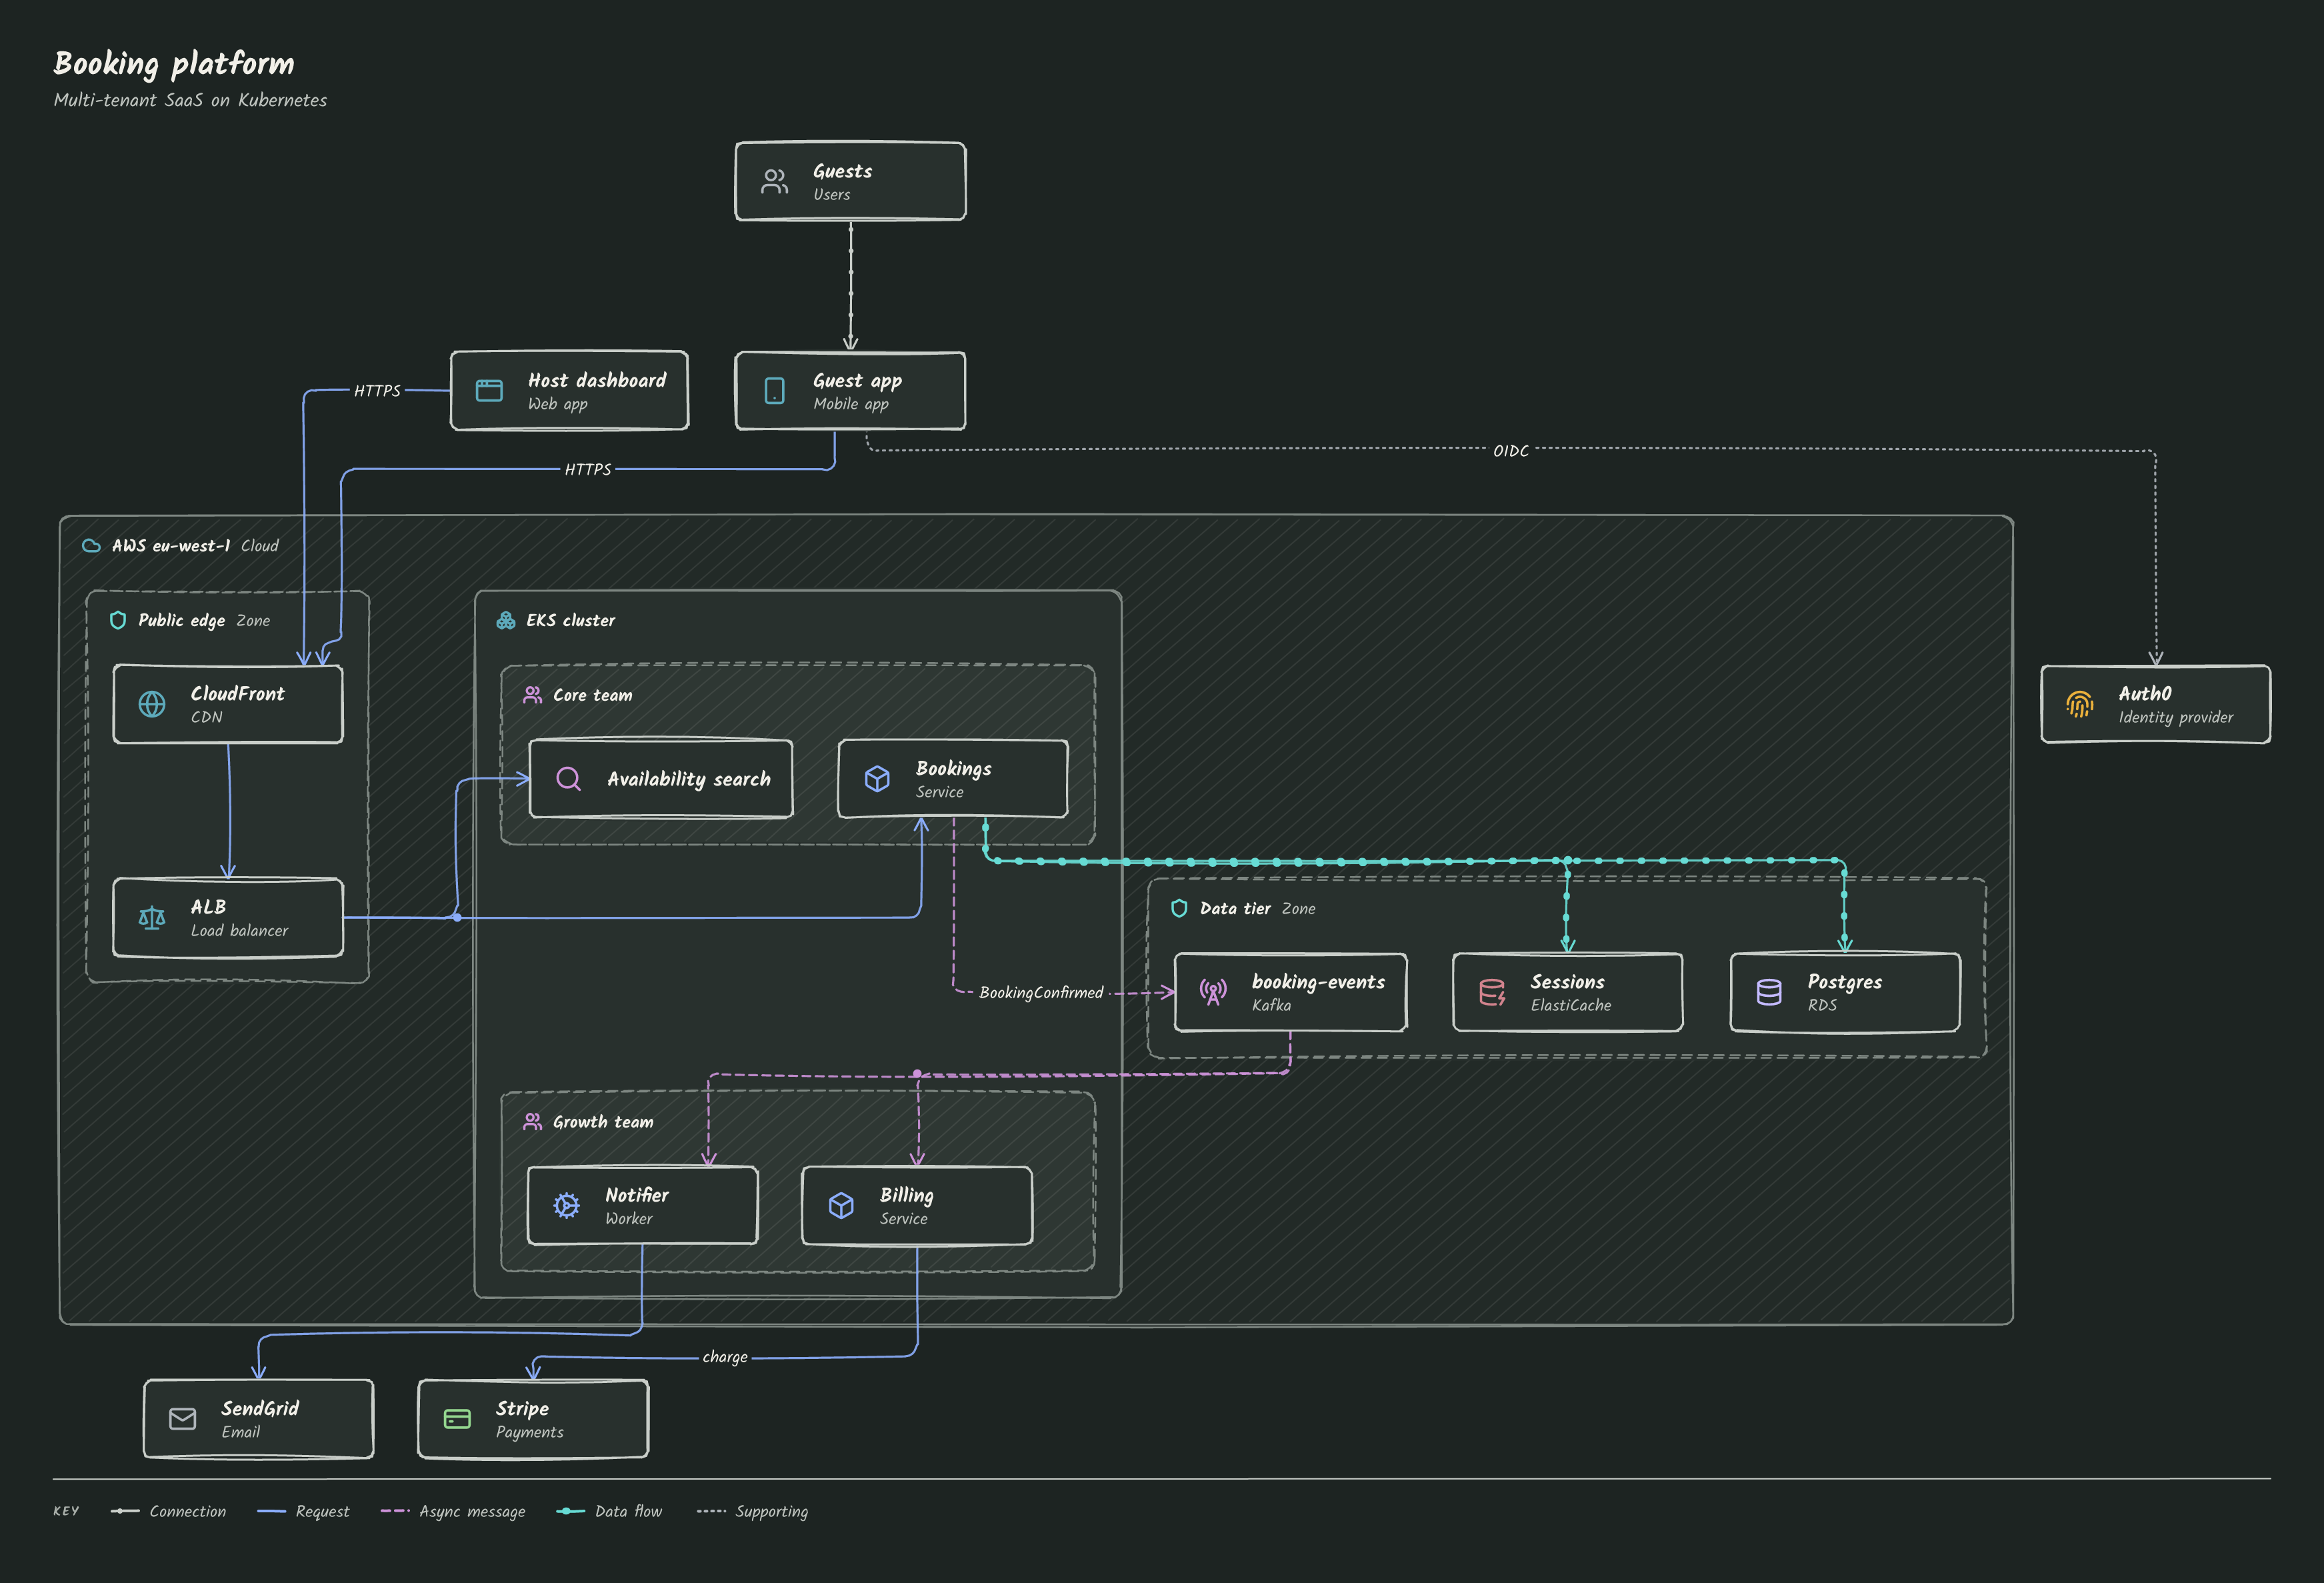 Booking platform
Multi-tenant SaaS on Kubernetes
Guests
Users
Host dashboard
Web app
Guest app
Mobile app
HTTPS
HTTPS
OIDC
AWS eu-west-1 Cloud
Public edge Zone
EKS cluster
CloudFront
CDN
Core team
Auth0
Identity provider
Availability search
Bookings
Service
ALB
Load balancer
Data tier Zone
BookingConfirmed
booking-events
Kafka
Sessions
ElastiCache
Postgres
RDS
Growth team
Notifier
Worker
Billing
Service
charge
SendGrid
Email
Stripe
Payments
KEY Connection Request Async message Data flow Supporting